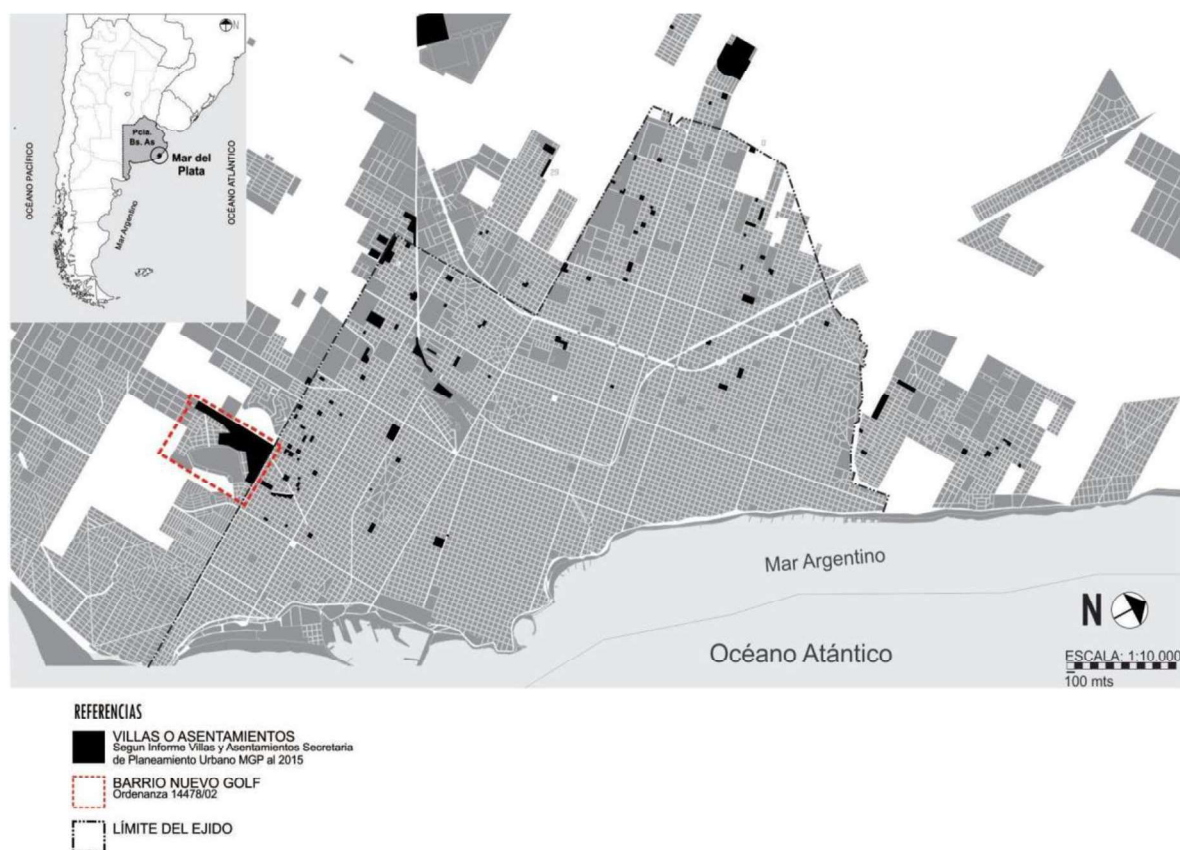 N
OCÉANO PACÍFICO
Pcia.
Bs. As
Mar del
Plata
OCÉANO ATLÁNTICO
Mar Argentino
Mar Argentino
Océano Atántico
N
ESCALA: 1:10.000
100 mts
REFERENCIAS
VILLAS O ASENTAMIENTOS
Segun Informe Villas y Asentamientos Secretaria
de Planeamiento Urbano MGP al 2015
BARRIO NUEVO GOLF
Ordenanza 14478/02
LÍMITE DEL EJIDO